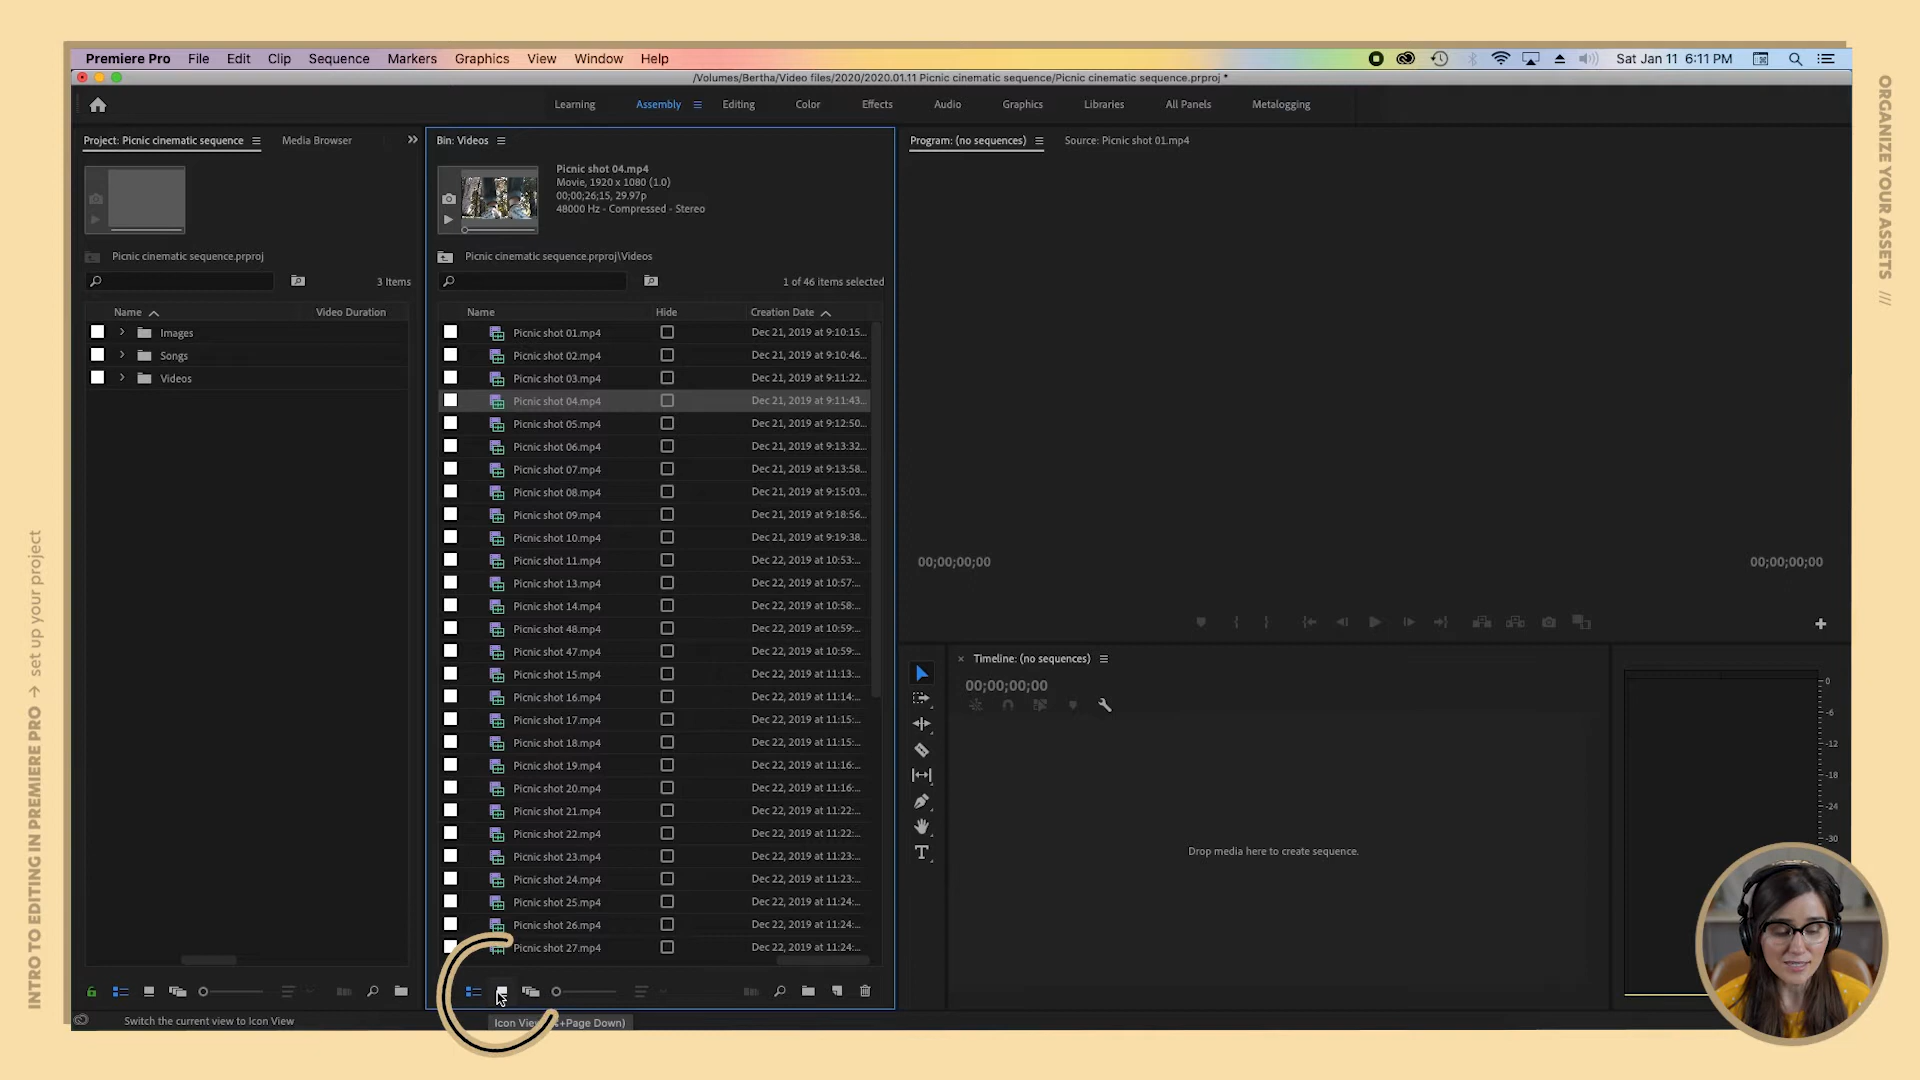 Premiere Pro File Edit Clip Sequence Markers Graphics View Window Help
Sat Jan 11 6:11 PM
/Volumes/Bertha/Video files/2020/2020.01.11 Picnic cinematic sequence/Picnic cinematic sequence.prproj *
Learning Assembly Editing Color Effects Audio Graphics Libraries All Panels Metalogging
Project: Picnic cinematic sequence
Media Browser
Picnic cinematic sequence.prproj
3 Items
Name Video Duration
Images
Songs
Videos
Bin: Videos
Picnic shot 04.mp4
Movie, 1920 x 1080 (1.0)
00;00;26;15, 29.97p
48000 Hz - Compressed - Stereo
Picnic cinematic sequence.prproj\Videos
1 of 46 items selected
Name Hide Creation Date
Picnic shot 01.mp4 Dec 21, 2019 at 9:10:15...
Picnic shot 02.mp4 Dec 21, 2019 at 9:10:46...
Picnic shot 03.mp4 Dec 21, 2019 at 9:11:22...
Picnic shot 04.mp4 Dec 21, 2019 at 9:11:43...
Picnic shot 05.mp4 Dec 21, 2019 at 9:12:50...
Picnic shot 06.mp4 Dec 21, 2019 at 9:13:32...
Picnic shot 07.mp4 Dec 21, 2019 at 9:13:58...
Picnic shot 08.mp4 Dec 21, 2019 at 9:15:03...
Picnic shot 09.mp4 Dec 21, 2019 at 9:18:56...
Picnic shot 10.mp4 Dec 21, 2019 at 9:19:38...
Picnic shot 11.mp4 Dec 22, 2019 at 10:53:...
Picnic shot 13.mp4 Dec 22, 2019 at 10:57:...
Picnic shot 14.mp4 Dec 22, 2019 at 10:58:...
Picnic shot 48.mp4 Dec 22, 2019 at 10:59:...
Picnic shot 47.mp4 Dec 22, 2019 at 10:59:...
Picnic shot 15.mp4 Dec 22, 2019 at 11:13:...
Picnic shot 16.mp4 Dec 22, 2019 at 11:14:...
Picnic shot 17.mp4 Dec 22, 2019 at 11:15:...
Picnic shot 18.mp4 Dec 22, 2019 at 11:15:...
Picnic shot 19.mp4 Dec 22, 2019 at 11:16:...
Picnic shot 20.mp4 Dec 22, 2019 at 11:16:...
Picnic shot 21.mp4 Dec 22, 2019 at 11:22:...
Picnic shot 22.mp4 Dec 22, 2019 at 11:22:...
Picnic shot 23.mp4 Dec 22, 2019 at 11:23:...
Picnic shot 24.mp4 Dec 22, 2019 at 11:23:...
Picnic shot 25.mp4 Dec 22, 2019 at 11:24:...
Picnic shot 26.mp4 Dec 22, 2019 at 11:24:...
Picnic shot 27.mp4 Dec 22, 2019 at 11:24:...
Program: (no sequences)
Source: Picnic shot 01.mp4
00;00;00;00
00;00;00;00
Timeline: (no sequences)
00;00;00;00
Drop media here to create sequence.
0
-6
-12
-18
-24
-30
Switch the current view to Icon View
Icon View +Page Down)
INTRO TO EDITING IN PREMIERE PRO → set up your project
ORGANIZE YOUR ASSETS ///